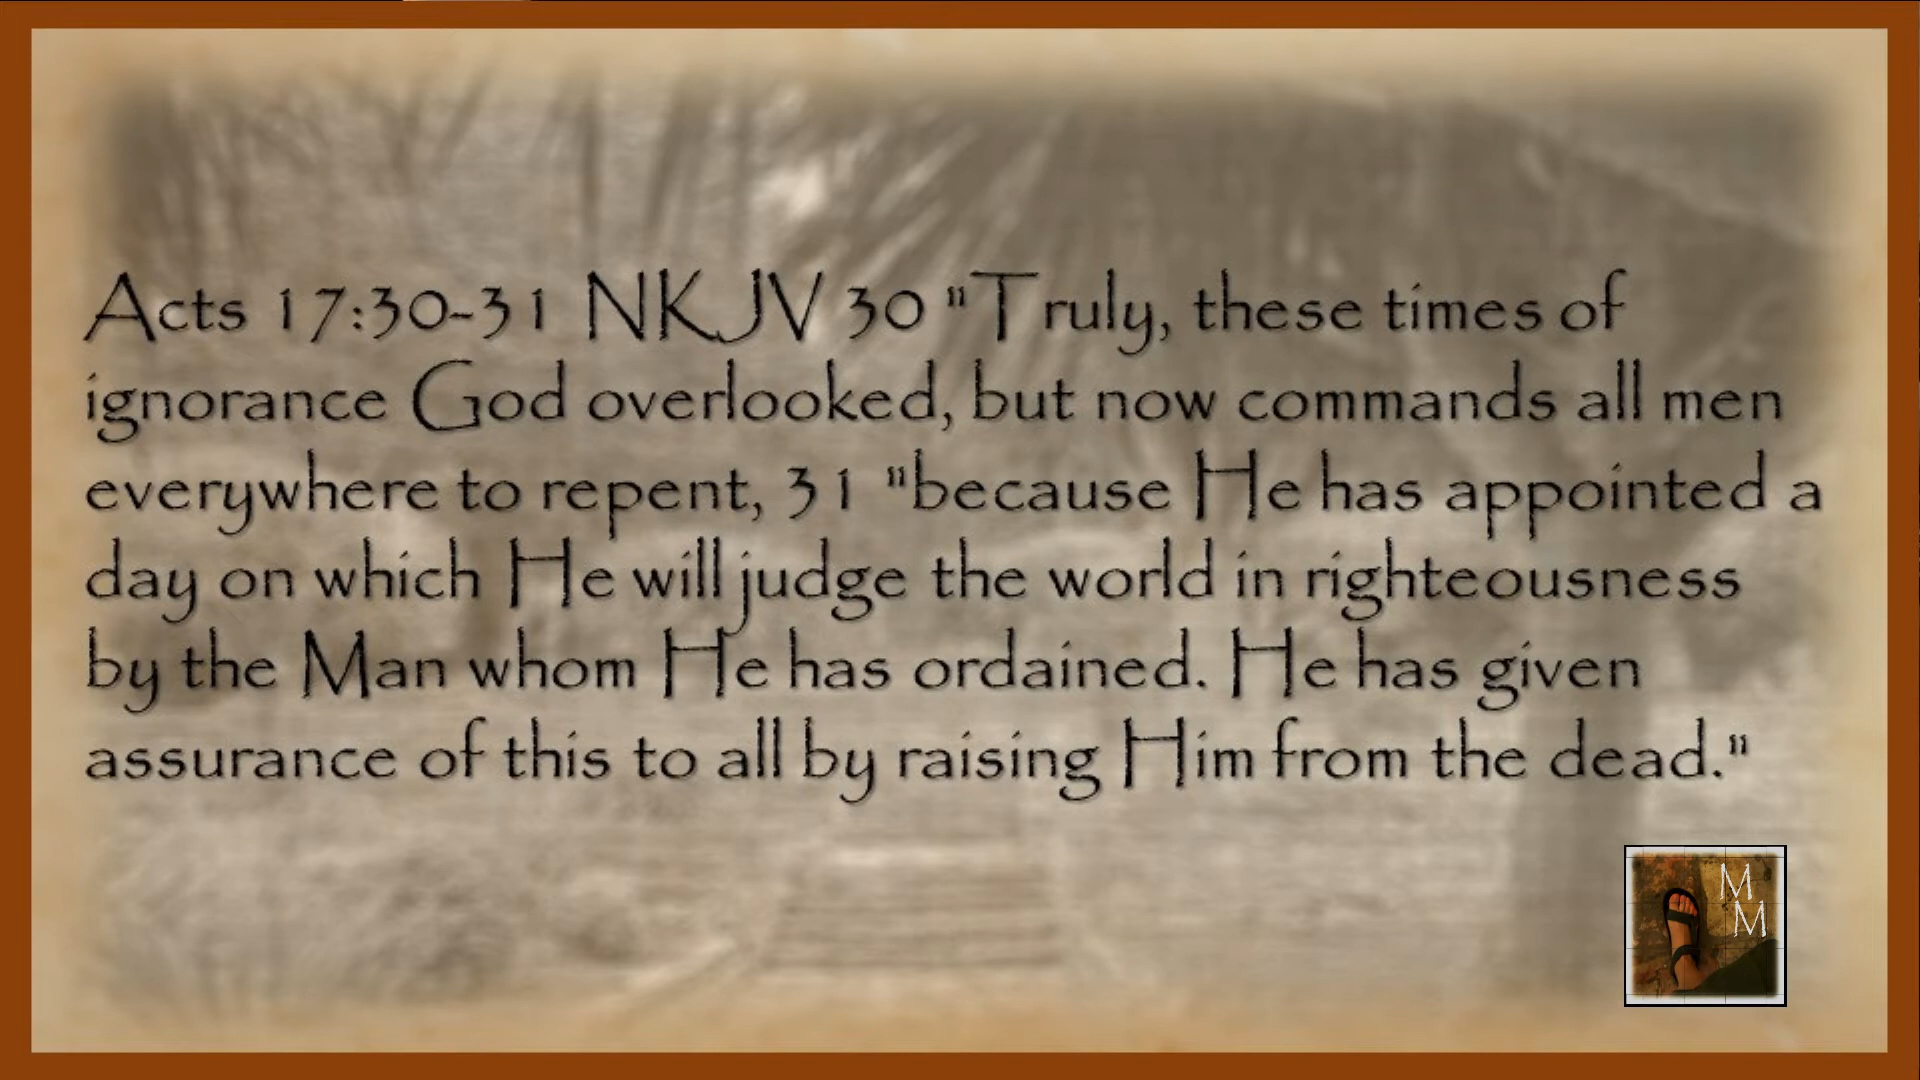 Acts 17:30-31 NKJV 30 "Truly, these times of
ignorance God overlooked, but now commands all men
everywhere to repent, 31 "because He has appointed a
day on which He will judge the world in righteousness
by the Man whom He has ordained. He has given
assurance of this to all by raising Him from the dead."
M
M